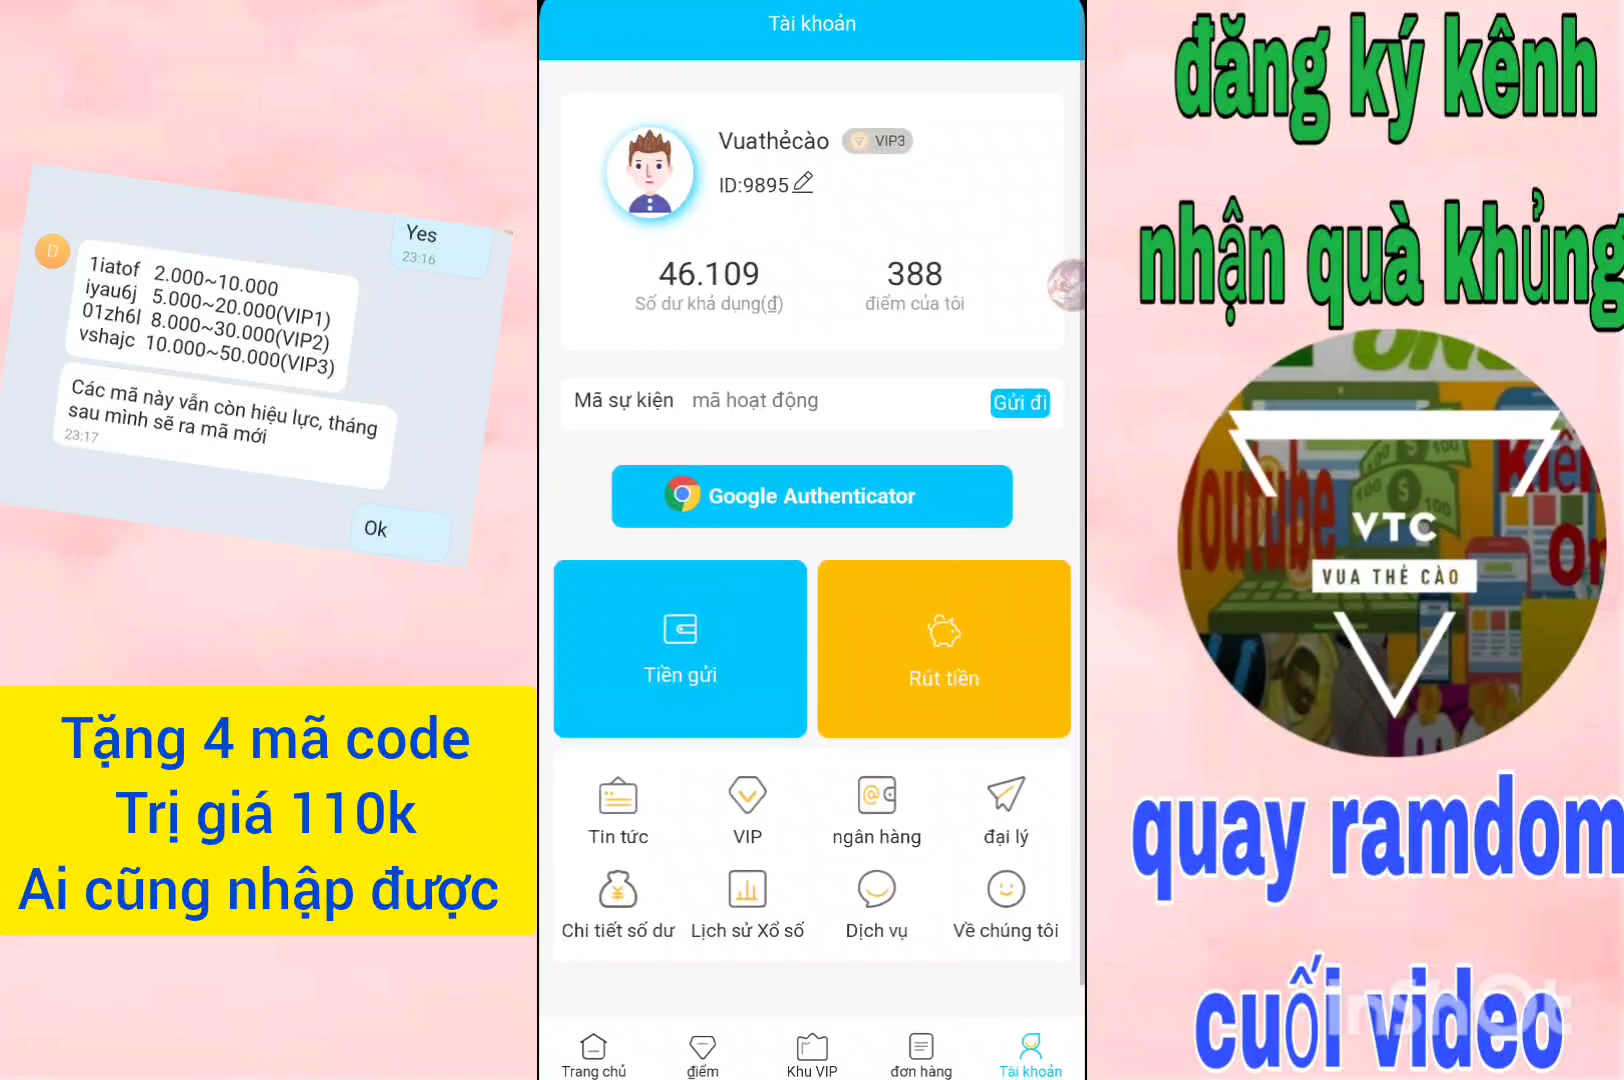 Yes
23:16
D
1iatof 2.000~10.000
iyau6j 5.000~20.000(VIP1)
01zh6l 8.000~30.000(VIP2)
vshajc 10.000~50.000(VIP3)
Các mã này vẫn còn hiệu lực, tháng
sau mình sẽ ra mã mới
23:17
Ok
Tặng 4 mã code
Trị giá 110k
Ai cũng nhập được
Tài khoản
Vuathẻcào VIP3
ID:9895
46.109 388
Số dư khả dụng(₫) điểm của tôi
Mã sự kiện mã hoạt động Gửi đi
Google Authenticator
Tiền gửi Rút tiền
Tin tức VIP ngân hàng đại lý
Chi tiết số dư Lịch sử Xổ số Dịch vụ Về chúng tôi
Trang chủ điểm Khu VIP đơn hàng Tài khoản
đăng ký kênh
nhận quà khủng
Youtube
VTC
VUA THẺ CÀO
quay ramdom
cuối video
InShOt